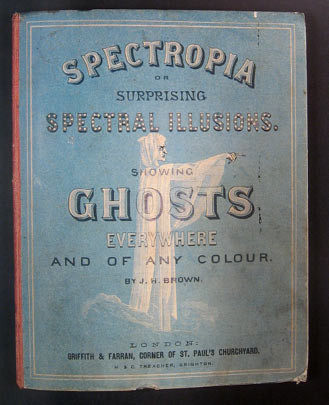 SPECTROPIA
OR
SURPRISING
SPECTRAL ILLUSIONS.
SHOWING
GHOSTS
EVERYWHERE
AND OF ANY COLOUR.
BY J. H. BROWN.
LONDON:
GRIFFITH & FARRAN, CORNER OF ST. PAUL'S CHURCHYARD.
H & C. TREACHER, BRIGHTON.